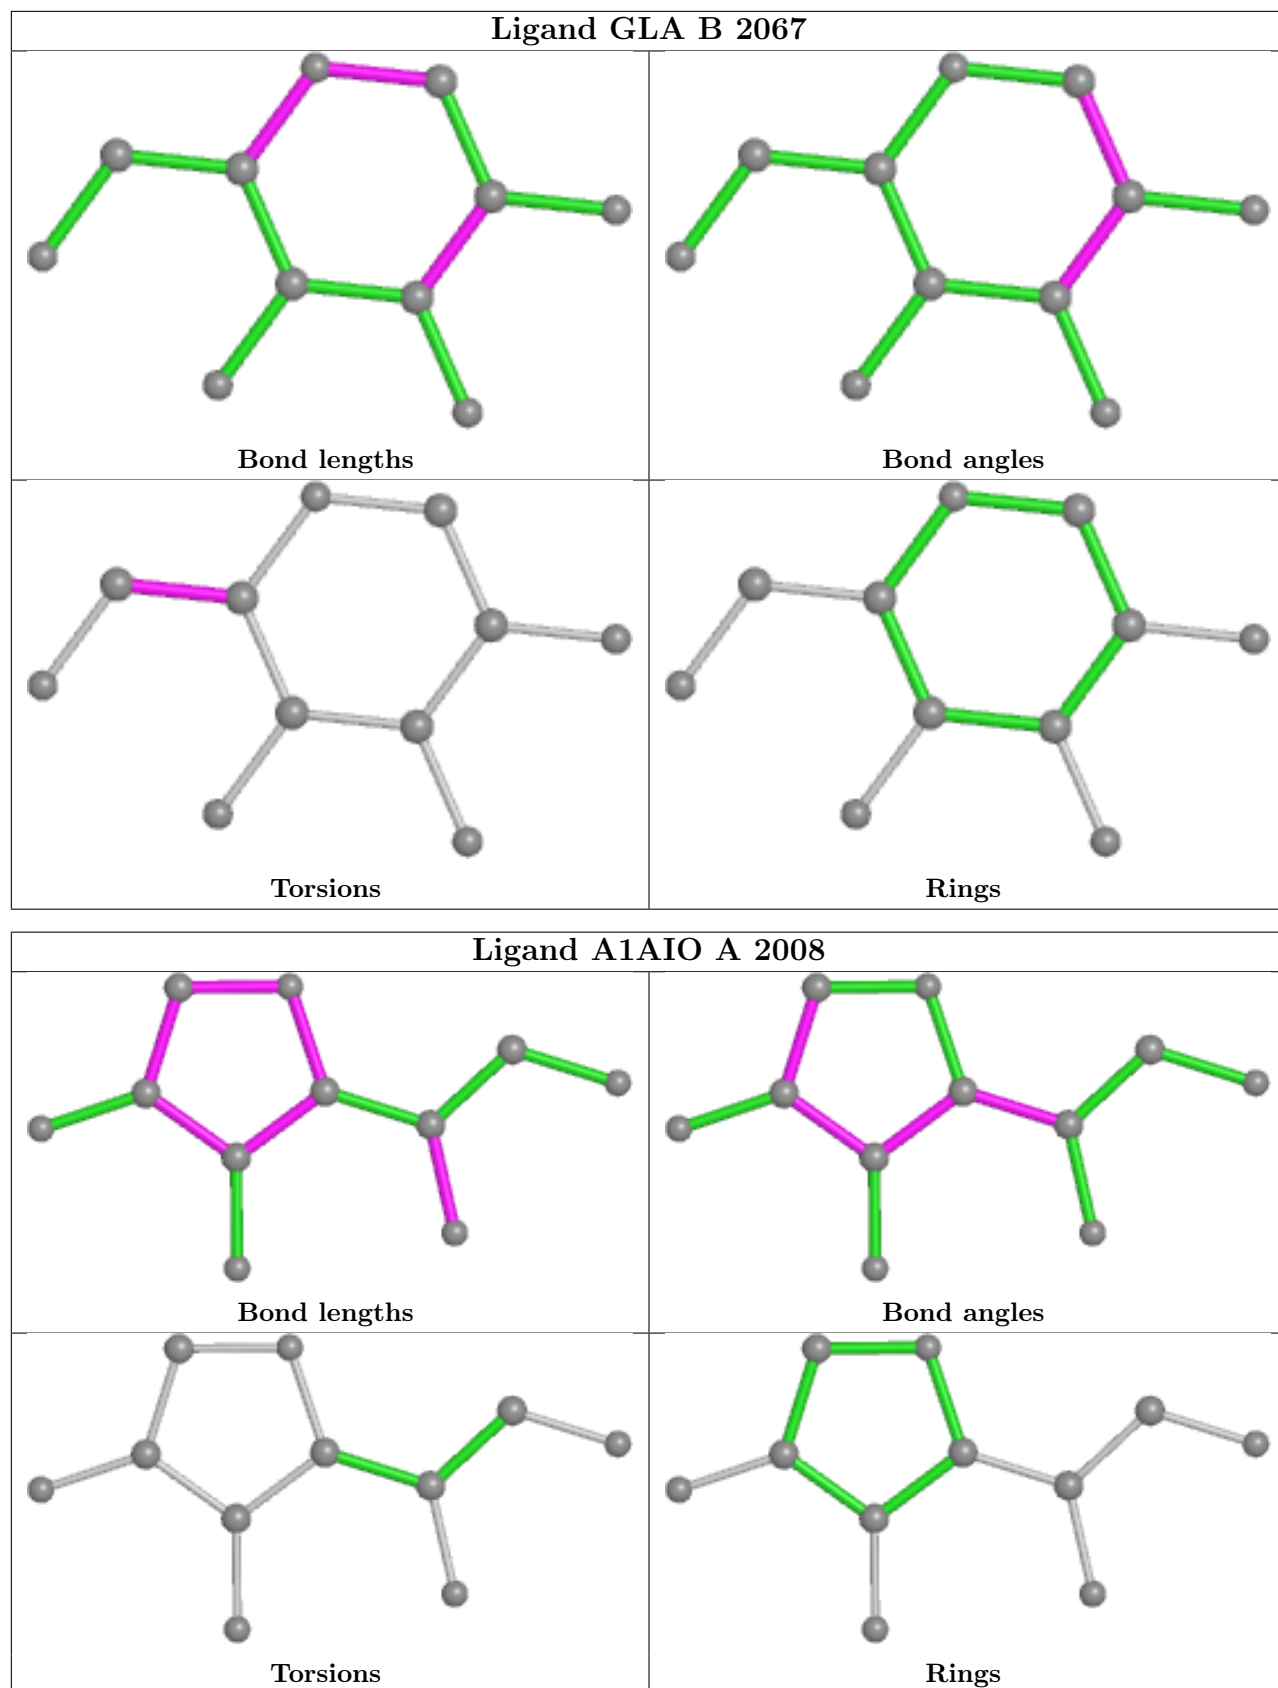 Ligand GLA B 2067
Bond lengths
Bond angles
Torsions
Rings
Ligand A1AIO A 2008
Bond lengths
Bond angles
Torsions
Rings